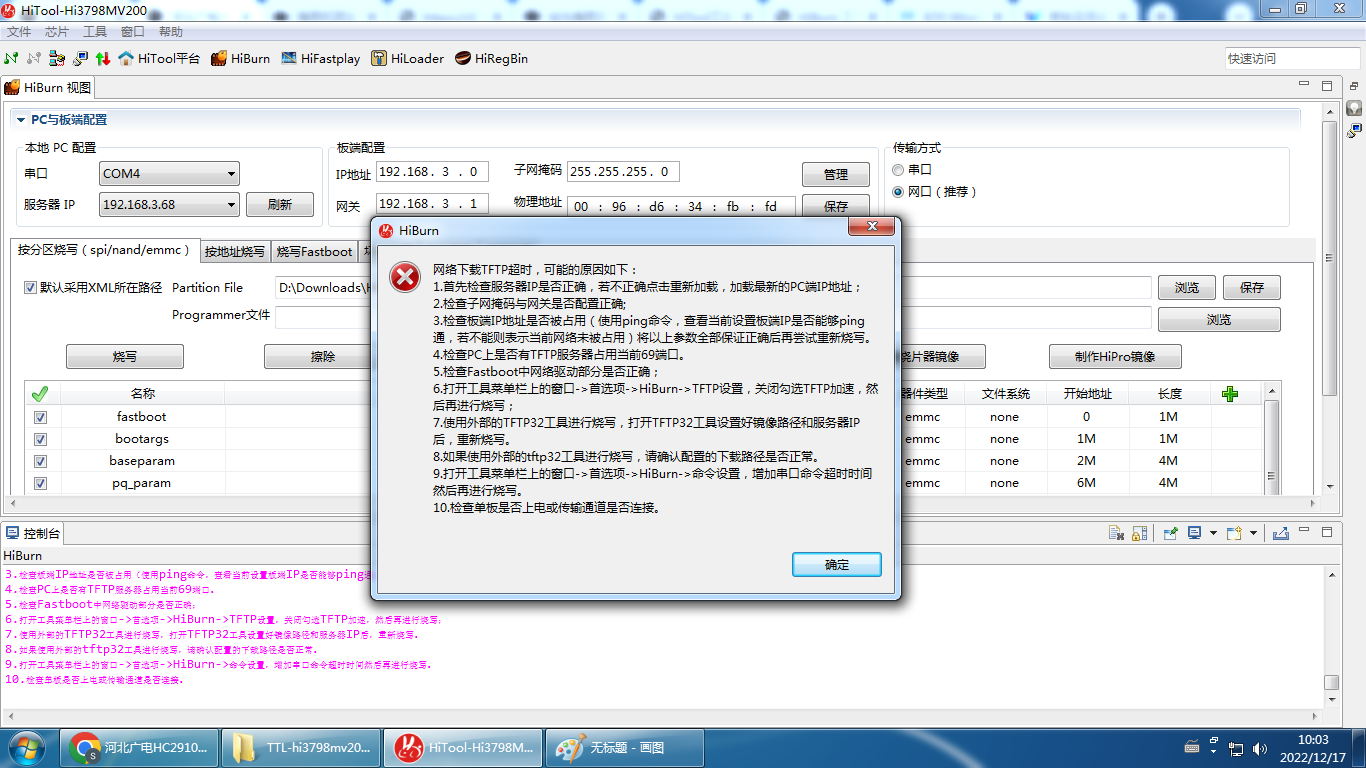 HiTool-Hi3798MV200
文件 芯片 工具 窗口 帮助
HiTool平台 HiBurn HiFastplay HiLoader HiRegBin 快速访问
HiBurn 视图
PC与板端配置
本地 PC 配置
串口 COM4
服务器 IP 192.168.3.68 刷新
板端配置
IP地址 192.168. 3 . 0 子网掩码 255.255.255. 0 管理
网关 192.168. 3 . 1 物理地址 00 : 96 : d6 : 34 : fb : fd 保存
传输方式
串口
网口（推荐）
按分区烧写（spi/nand/emmc） 按地址烧写 烧写Fastboot
默认采用XML所在路径 Partition File D:\Downloads\ 浏览 保存
Programmer文件 浏览
烧写 擦除 烧片器镜像 制作HiPro镜像
名称 器件类型 文件系统 开始地址 长度
fastboot emmc none 0 1M
bootargs emmc none 1M 1M
baseparam emmc none 2M 4M
pq_param emmc none 6M 4M
HiBurn
网络下载TFTP超时，可能的原因如下：
1.首先检查服务器IP是否正确，若不正确点击重新加载，加载最新的PC端IP地址；
2.检查子网掩码与网关是否配置正确;
3.检查板端IP地址是否被占用（使用ping命令，查看当前设置板端IP是否能够ping
通，若不能则表示当前网络未被占用）将以上参数全部保证正确后再尝试重新烧写。
4.检查PC上是否有TFTP服务器占用当前69端口。
5.检查Fastboot中网络驱动部分是否正确；
6.打开工具菜单栏上的窗口->首选项->HiBurn->TFTP设置，关闭勾选TFTP加速，然
后再进行烧写；
7.使用外部的TFTP32工具进行烧写，打开TFTP32工具设置好镜像路径和服务器IP
后，重新烧写。
8.如果使用外部的tftp32工具进行烧写，请确认配置的下载路径是否正常。
9.打开工具菜单栏上的窗口->首选项->HiBurn->命令设置，增加串口命令超时时间
然后再进行烧写。
10.检查单板是否上电或传输通道是否连接。
确定
控制台
HiBurn
3.检查板端IP地址是否被占用（使用ping命令，查看当前设置板端IP是否能够ping
4.检查PC上是否有TFTP服务器占用当前69端口。
5.检查Fastboot中网络驱动部分是否正确；
6.打开工具菜单栏上的窗口->首选项->HiBurn->TFTP设置，关闭勾选TFTP加速，然后再进行烧写；
7.使用外部的TFTP32工具进行烧写，打开TFTP32工具设置好镜像路径和服务器IP后，重新烧写。
8.如果使用外部的tftp32工具进行烧写，请确认配置的下载路径是否正常。
9.打开工具菜单栏上的窗口->首选项->HiBurn->命令设置，增加串口命令超时时间然后再进行烧写。
10.检查单板是否上电或传输通道是否连接。
河北广电HC2910... TTL-hi3798mv20... HiTool-Hi3798M... 无标题 - 画图
10:03
2022/12/17